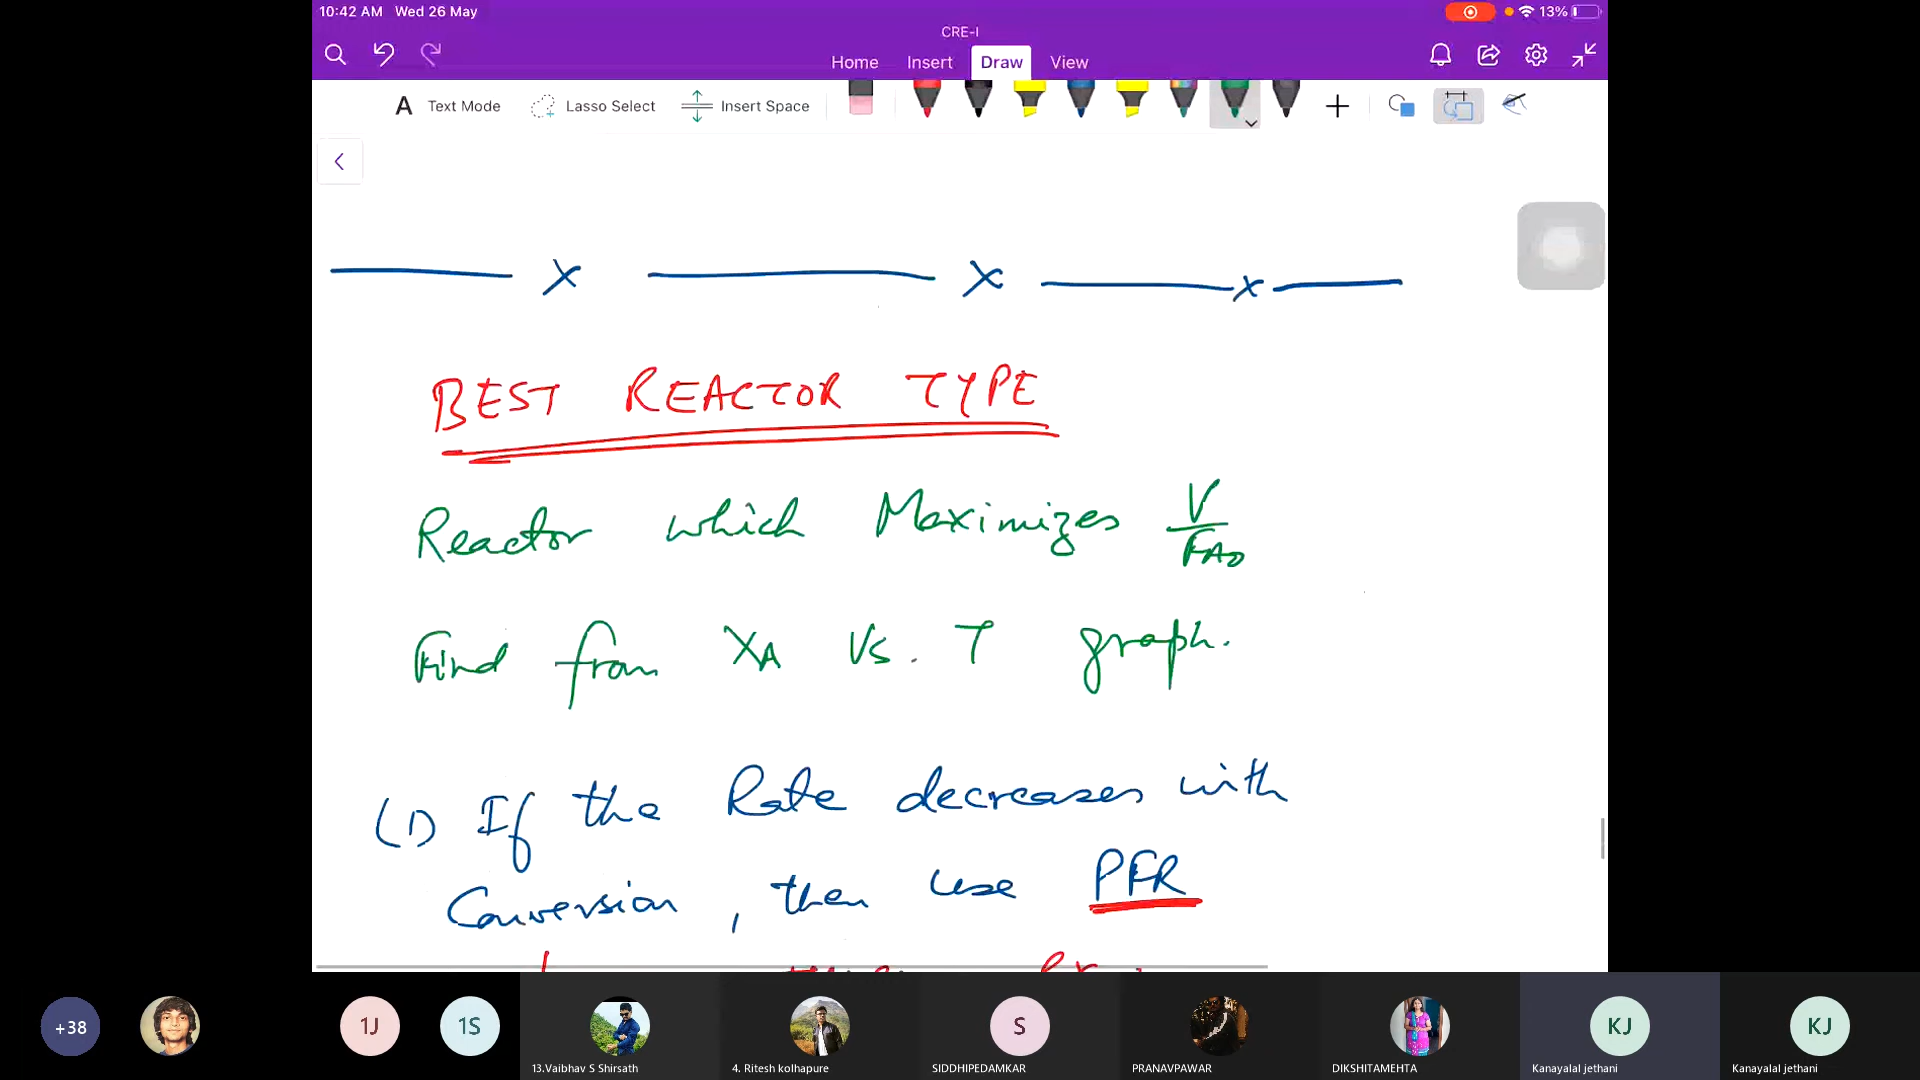 10:42 AM Wed 26 May
13%
CRE-I
Home Insert Draw View
A Text Mode Lasso Select Insert Space
x x x
BEST REACTOR TYPE
Reactor which Maximizes V/FA0
Find from XA Vs. T graph.
(1) If the Rate decreases with
Conversion, then use PFR
+38 1J 1S S KJ KJ
13.Vaibhav S Shirsath 4. Ritesh kolhapure SIDDHIPEDAMKAR PRANAVPAWAR DIKSHITAMEHTA Kanayalal jethani Kanayalal jethani